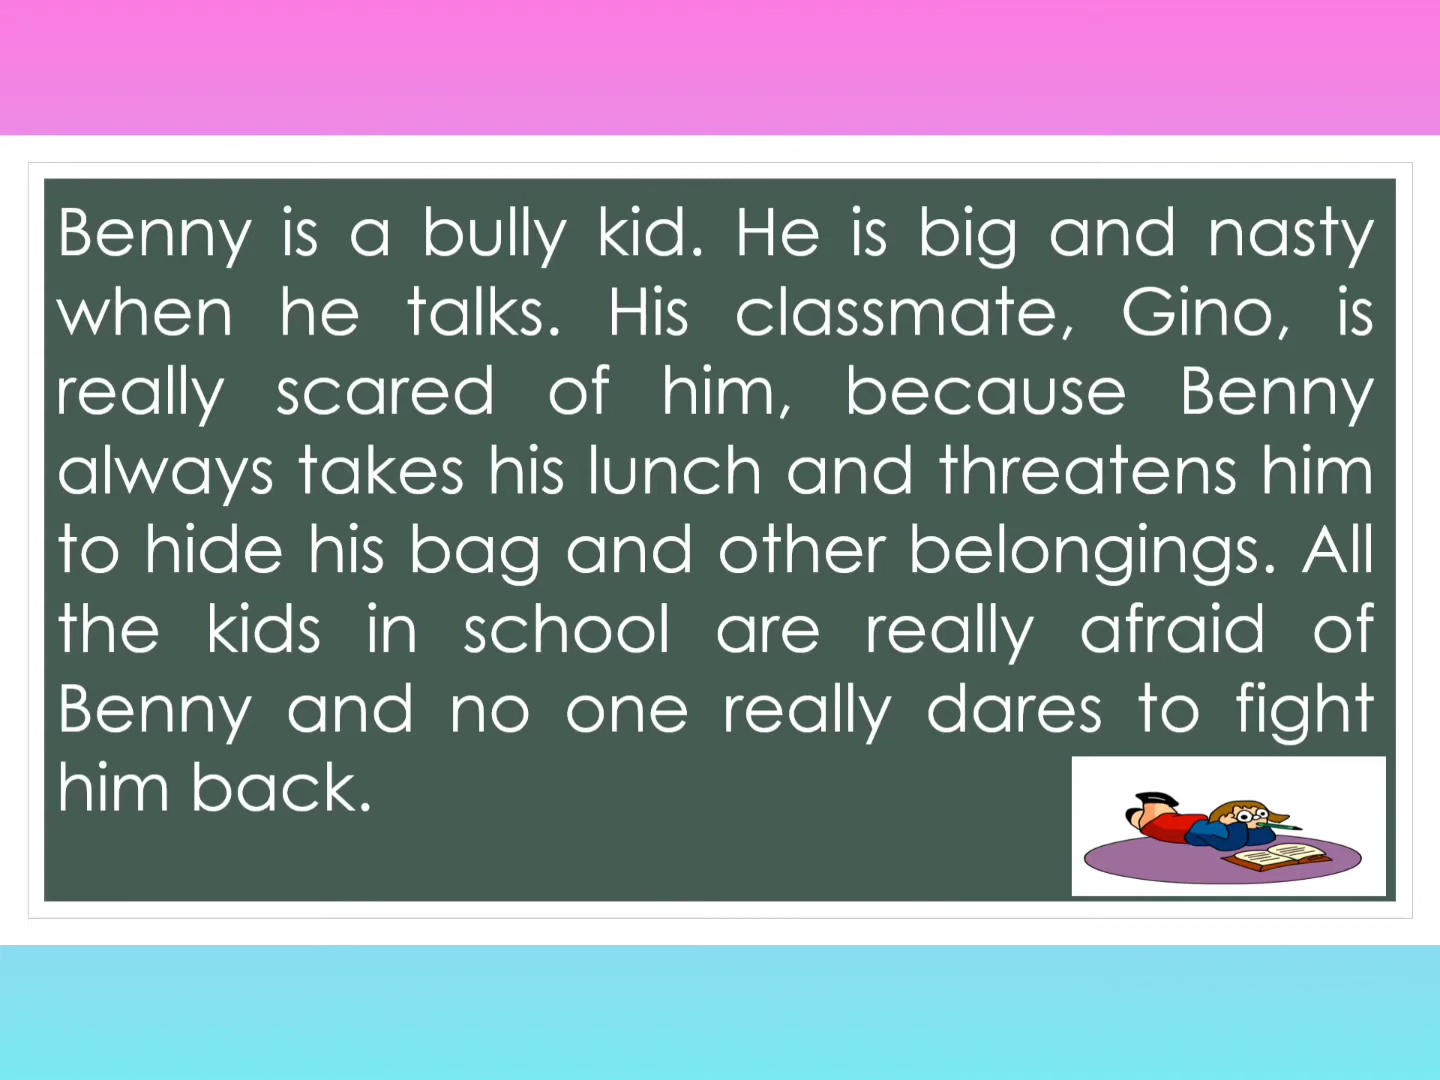 Benny is a bully kid. He is big and nasty
when he talks. His classmate, Gino, is
really scared of him, because Benny
always takes his lunch and threatens him
to hide his bag and other belongings. All
the kids in school are really afraid of
Benny and no one really dares to fight
him back.